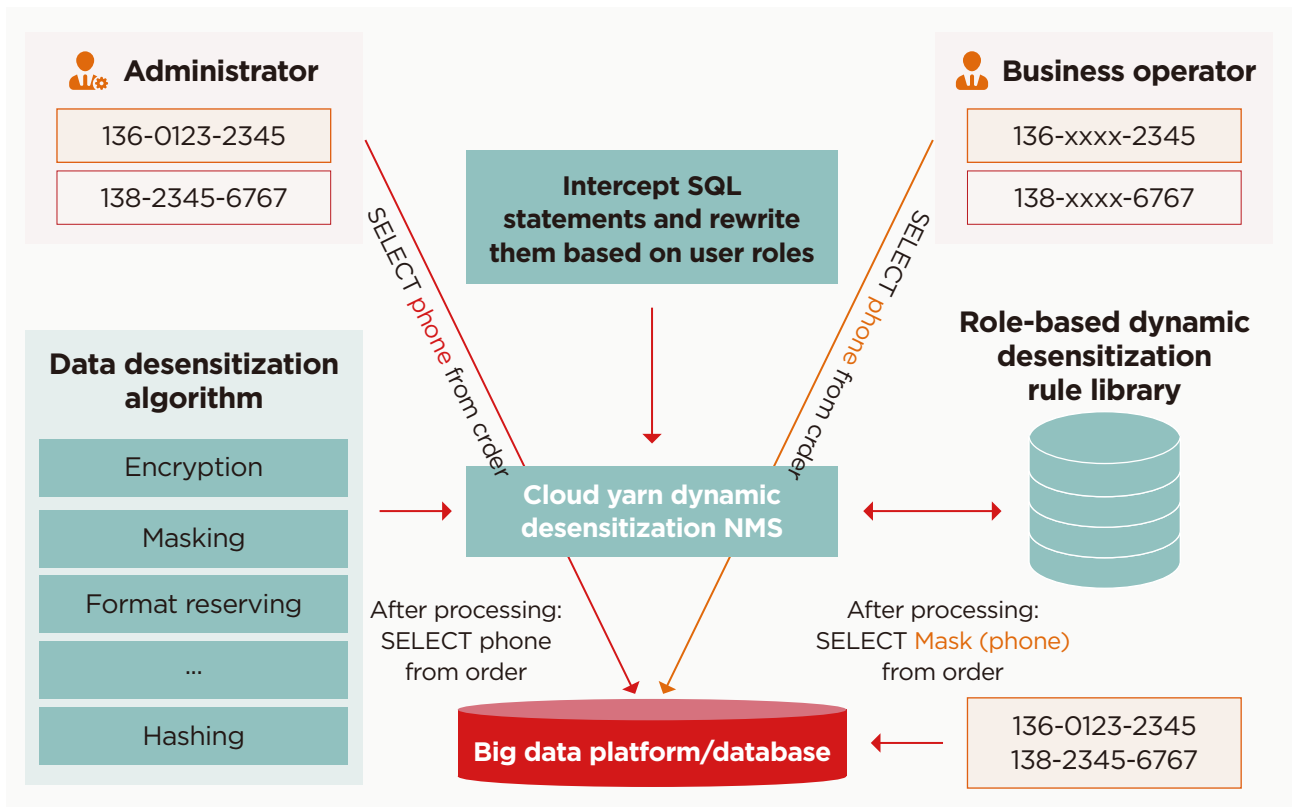 Administrator
136-0123-2345
138-2345-6767
Business operator
136-xxxx-2345
138-xxxx-6767
Intercept SQL
statements and rewrite
them based on user roles
SELECT phone from crder
SELECT phone from crder
Data desensitization
algorithm
Encryption
Masking
Format reserving
...
Hashing
Role-based dynamic
desensitization
rule library
Cloud yarn dynamic
desensitization NMS
After processing:
SELECT phone
from order
After processing:
SELECT Mask (phone)
from order
Big data platform/database
136-0123-2345
138-2345-6767